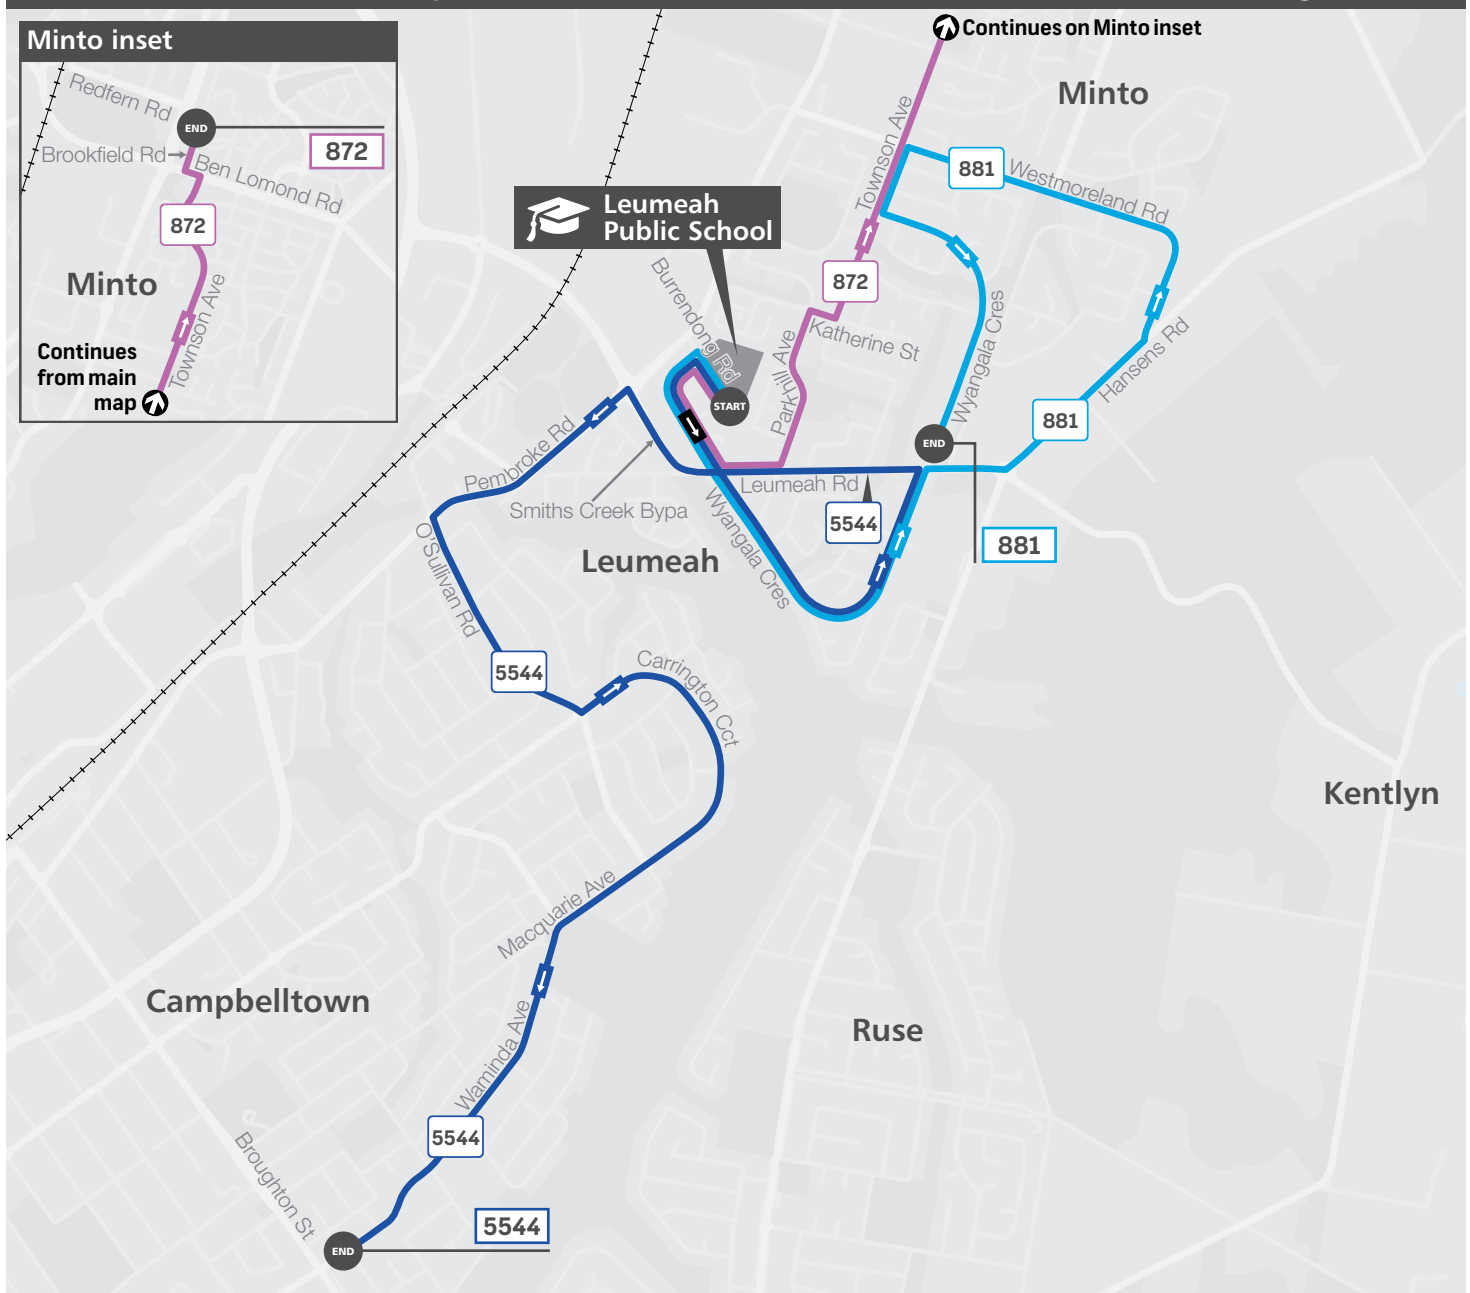 Minto inset
Redfern Rd
END
872
Brookfield Rd
Ben Lomond Rd
872
Minto
Townson Ave
Continues
from main
map
Continues on Minto inset
Minto
Townson Ave
881
Westmoreland Rd
Leumeah
Public School
Burrendong Rd
872
Katherine St
Parkhill Ave
Wyangala Cres
Hansens Rd
START
881
END
Pembroke Rd
Smiths Creek Bypa
Leumeah Rd
5544
Wyangala Cres
881
Leumeah
O'Sullivan Rd
5544
Carrington Cct
Kentlyn
Macquarie Ave
Campbelltown
Ruse
Waminda Ave
5544
Broughton St
5544
END